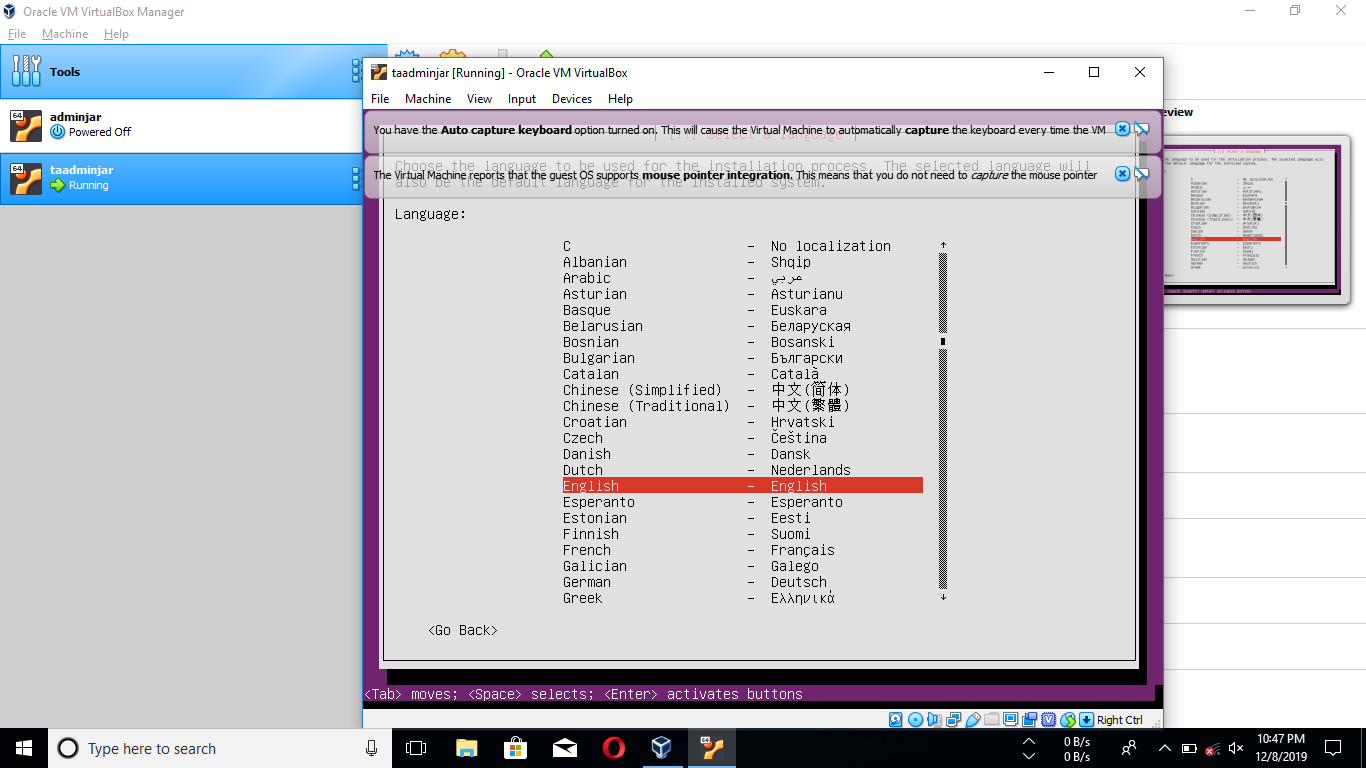 Oracle VM VirtualBox Manager
File Machine Help
Tools
64
adminjar
Powered Off
64
taadminjar
Running
taadminjar [Running] - Oracle VM VirtualBox
File Machine View Input Devices Help
You have the Auto capture keyboard option turned on. This will cause the Virtual Machine to automatically capture the keyboard every time the VM
[!!] Select a language
The Virtual Machine reports that the guest OS supports mouse pointer integration. This means that you do not need to capture the mouse pointer
Choose the language to be used for the installation process. The selected language will
also be the default language for the installed system.
Language:
C - No localization
Albanian - Shqip
Arabic - عربي
Asturian - Asturianu
Basque - Euskara
Belarusian - Беларуская
Bosnian - Bosanski
Bulgarian - Български
Catalan - Català
Chinese (Simplified) - 中文(简体)
Chinese (Traditional) - 中文(繁體)
Croatian - Hrvatski
Czech - Čeština
Danish - Dansk
Dutch - Nederlands
English - English
Esperanto - Esperanto
Estonian - Eesti
Finnish - Suomi
French - Français
Galician - Galego
German - Deutsch
Greek - Ελληνικά
<Go Back>
<Tab> moves; <Space> selects; <Enter> activates buttons
Right Ctrl
eview
Type here to search
0 B/s
0 B/s
10:47 PM
12/8/2019